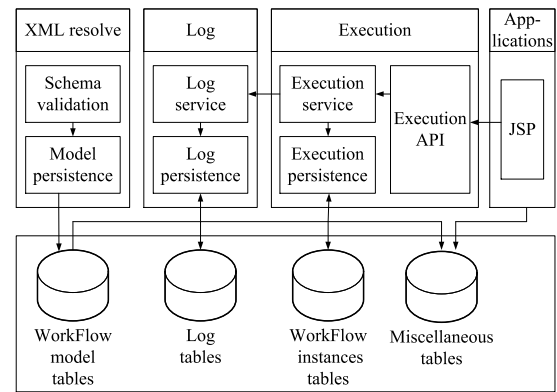 XML resolve
Log
Execution
App-
lications
Schema
validation
Log
service
Execution
service
Execution
API
JSP
Model
persistence
Log
persistence
Execution
persistence
WorkFlow
model
tables
Log
tables
WorkFlow
instances
tables
Miscellaneous
tables